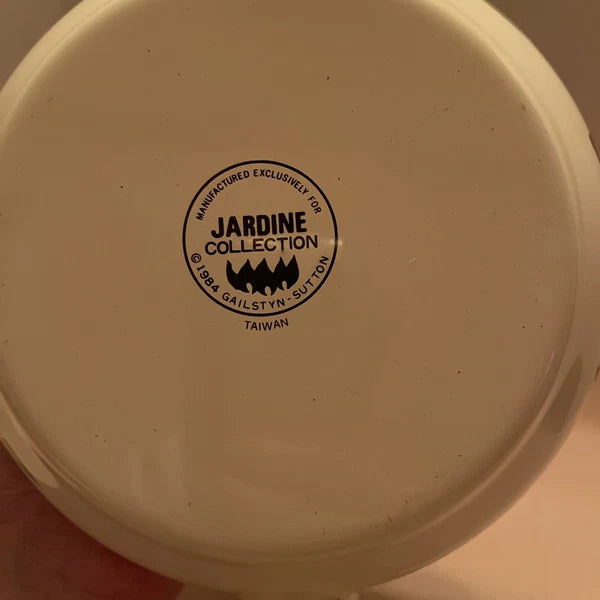 MANUFACTURED EXCLUSIVELY FOR
JARDINE
COLLECTION
© 1984 GAILSTYN-SUTTON
TAIWAN